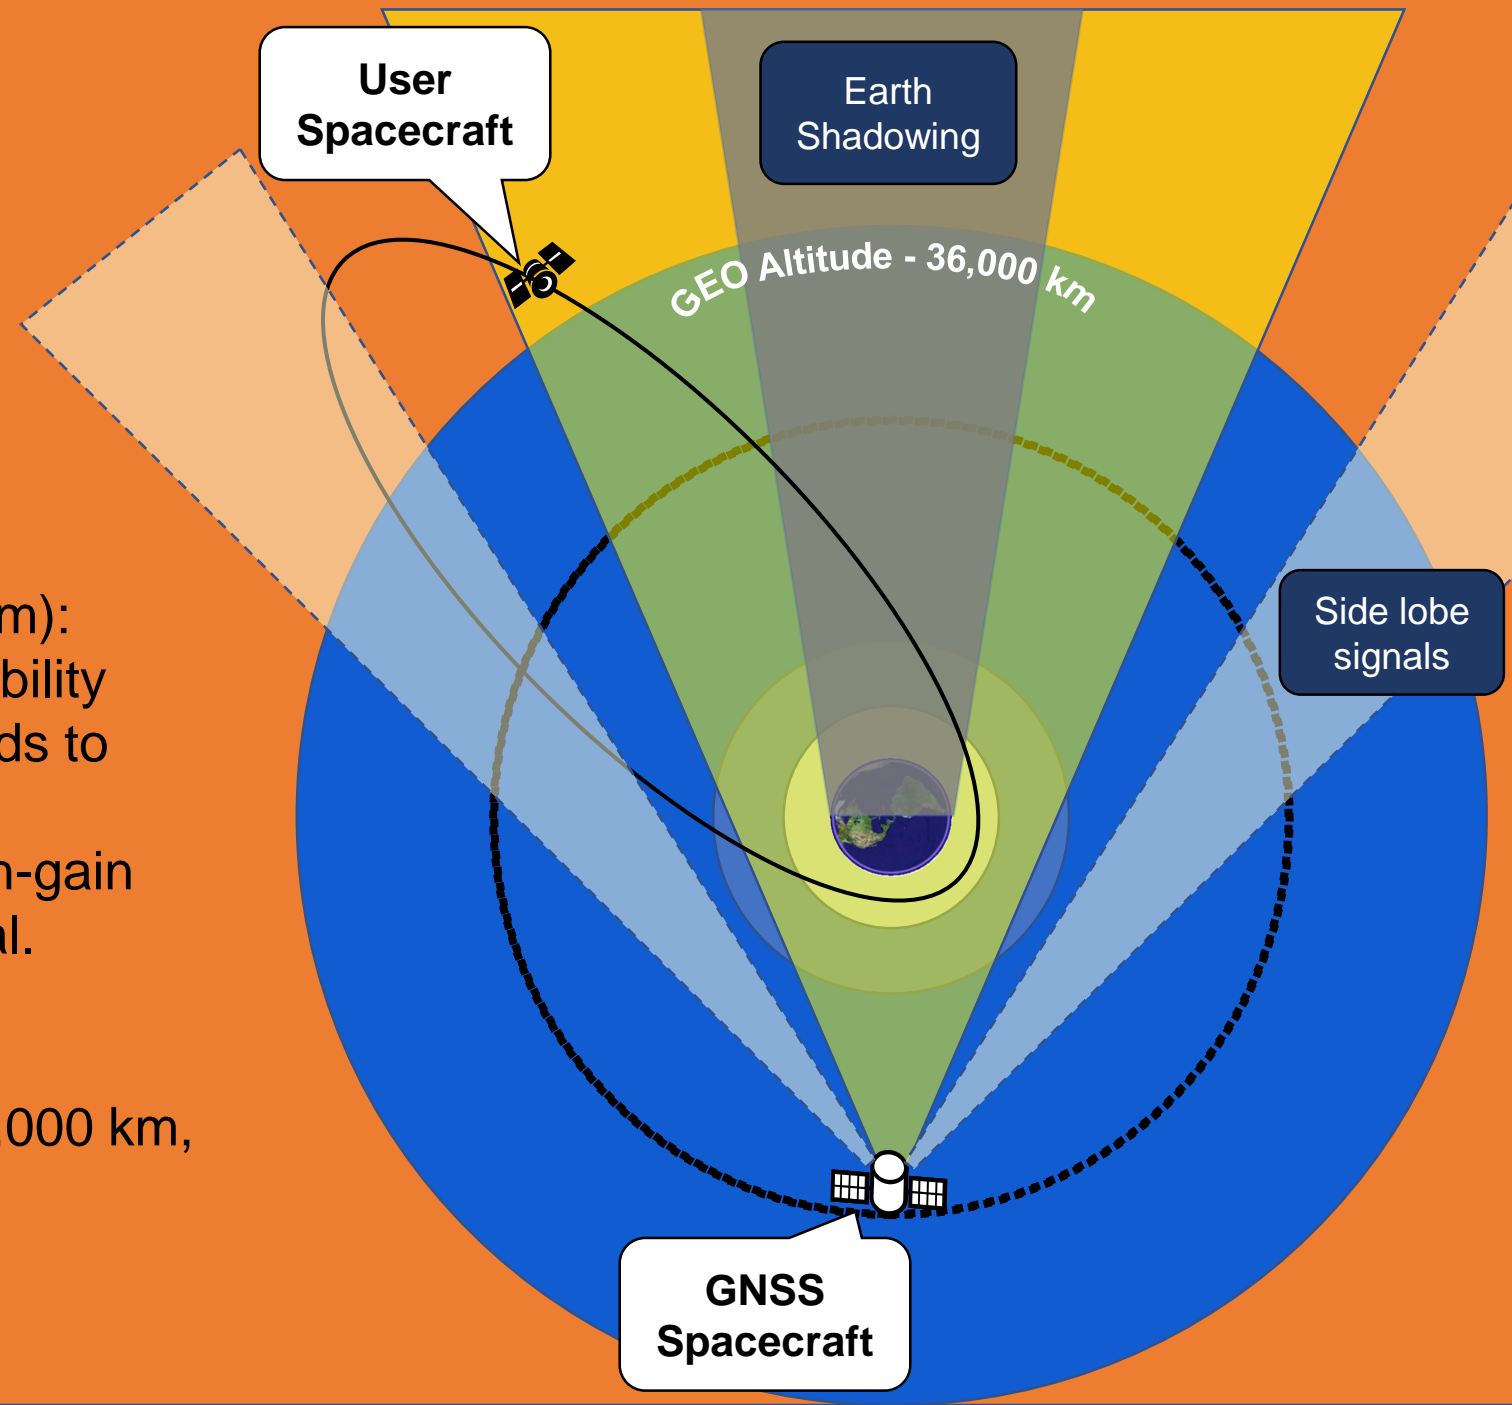 User
Spacecraft
Earth
Shadowing
GEO Altitude - 36,000 km
Side lobe
signals
m):
bility
ds to
n-gain
al.
,000 km,
GNSS
Spacecraft